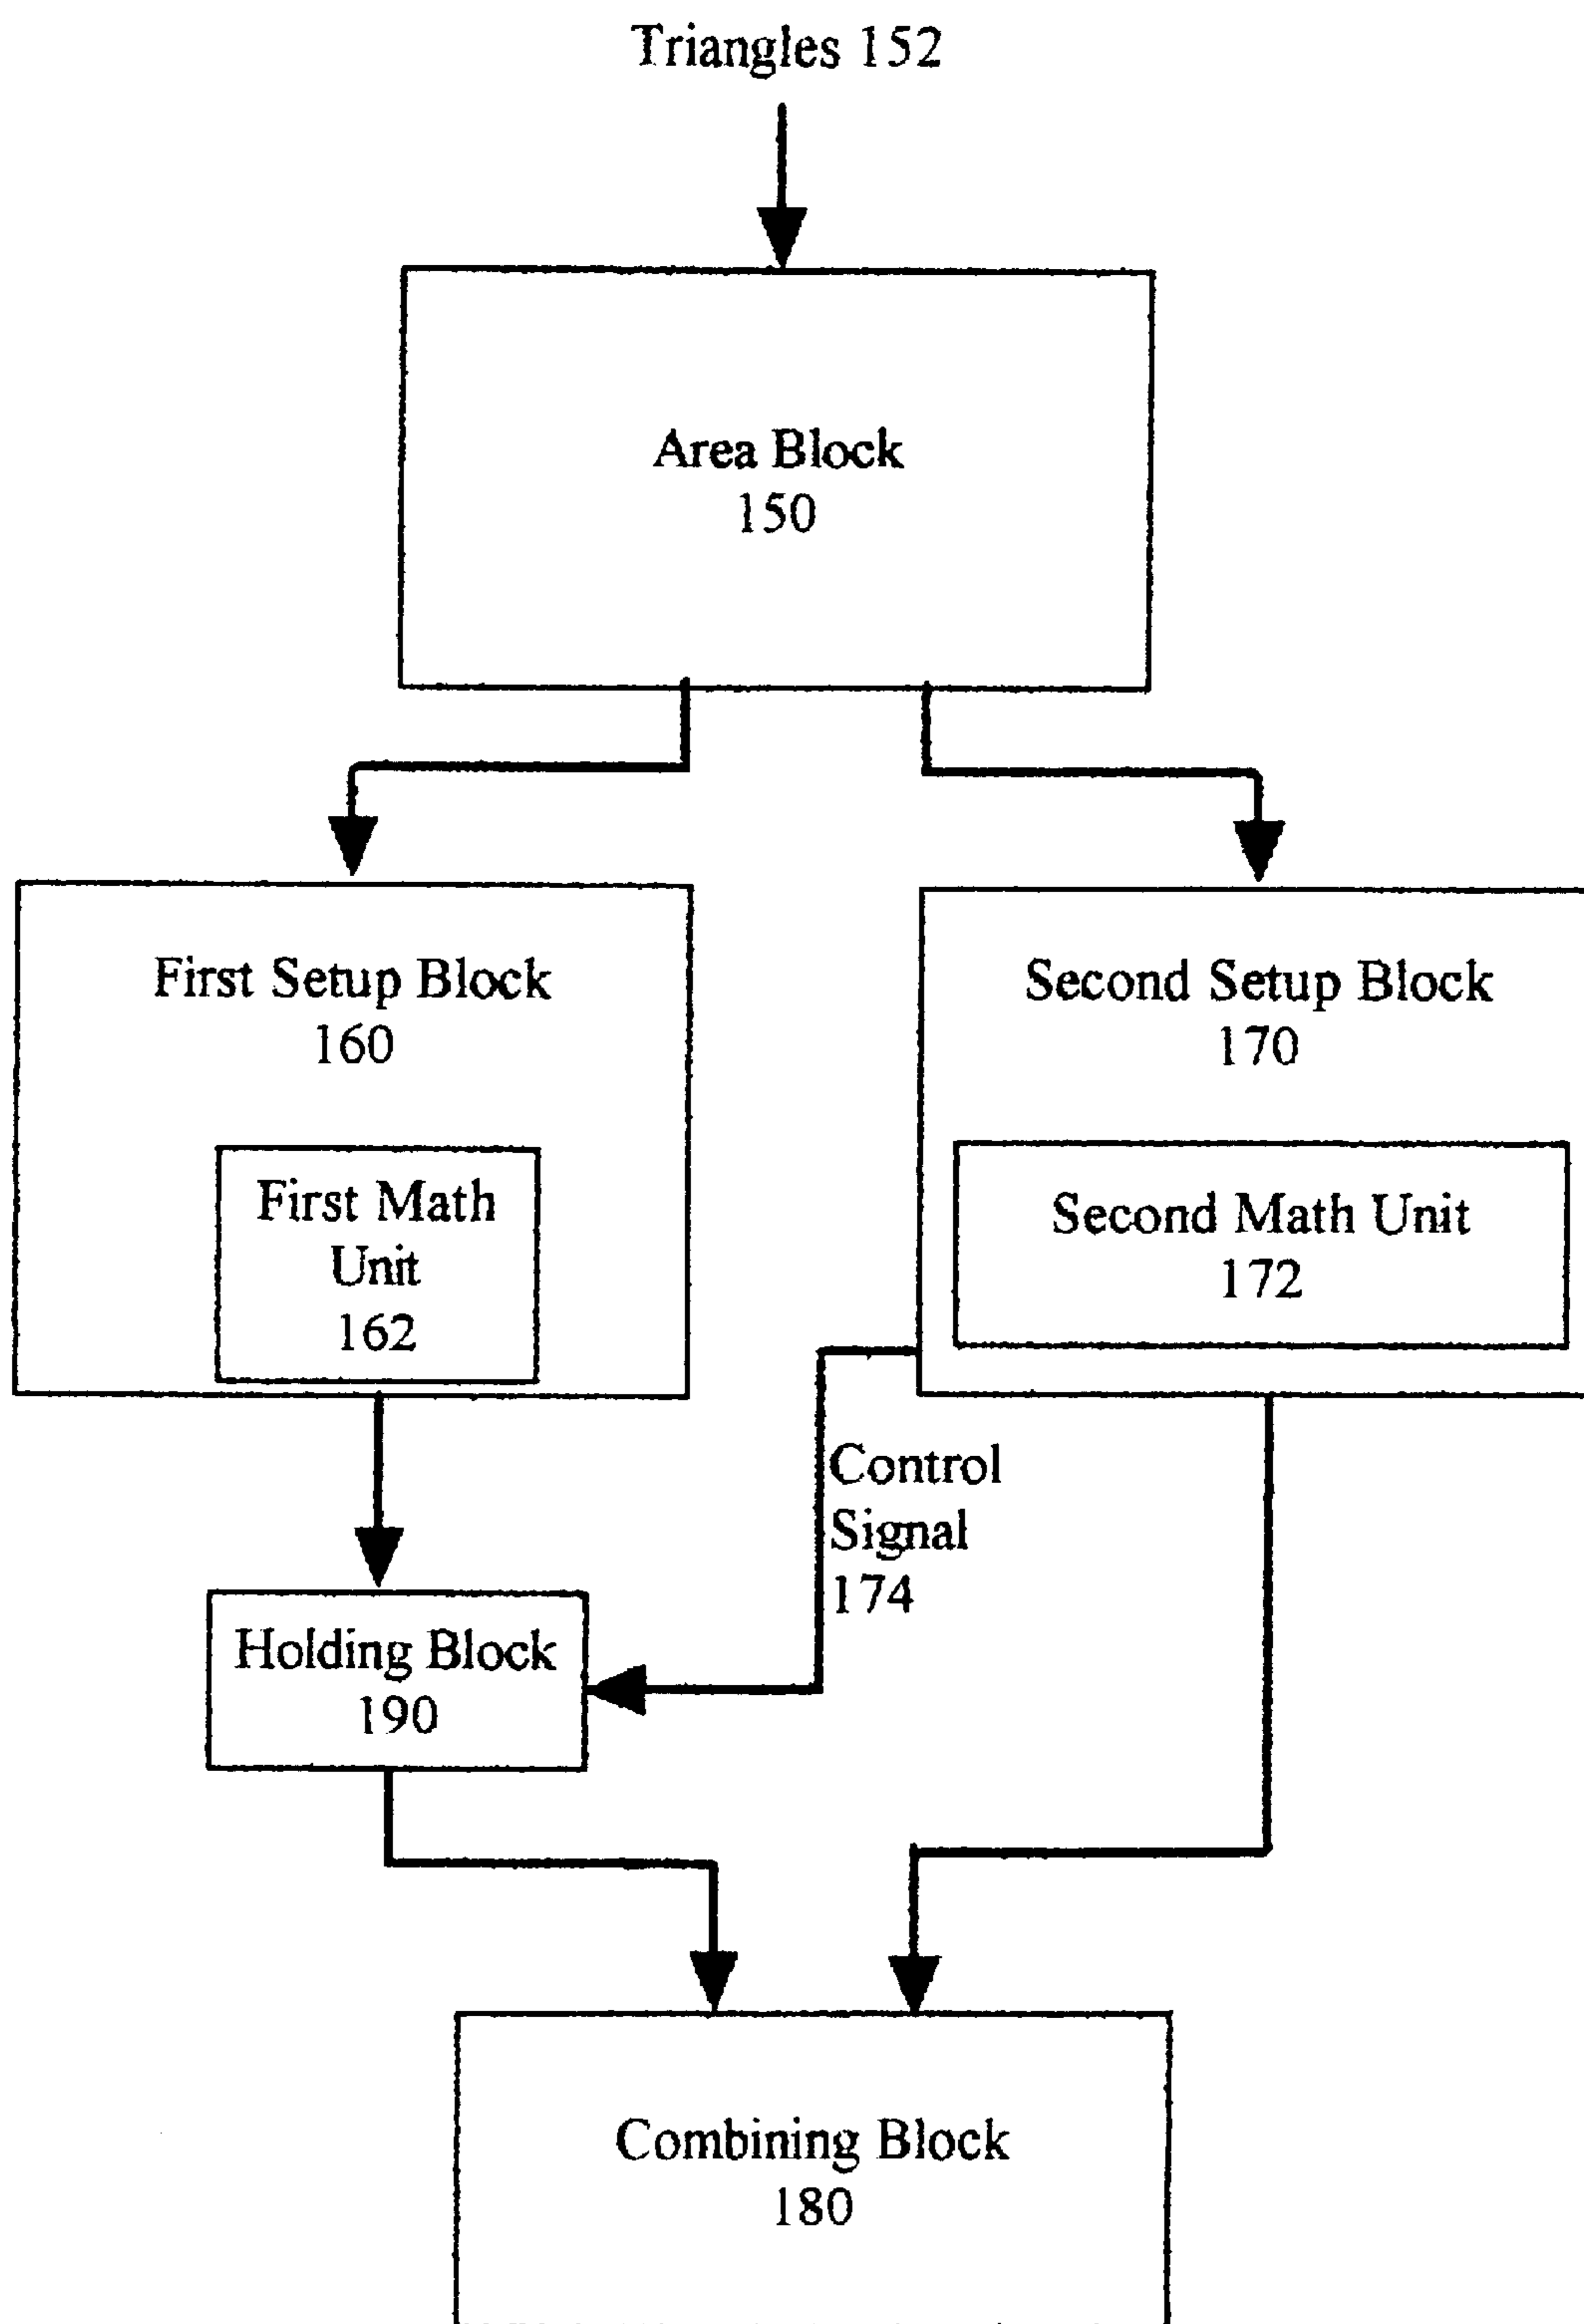 Triangles 152
Area Block
150
First Setup Block
160
First Math
Unit
162
Second Setup Block
170
Second Math Unit
172
Control
Signal
174
Holding Block
190
Combining Block
180